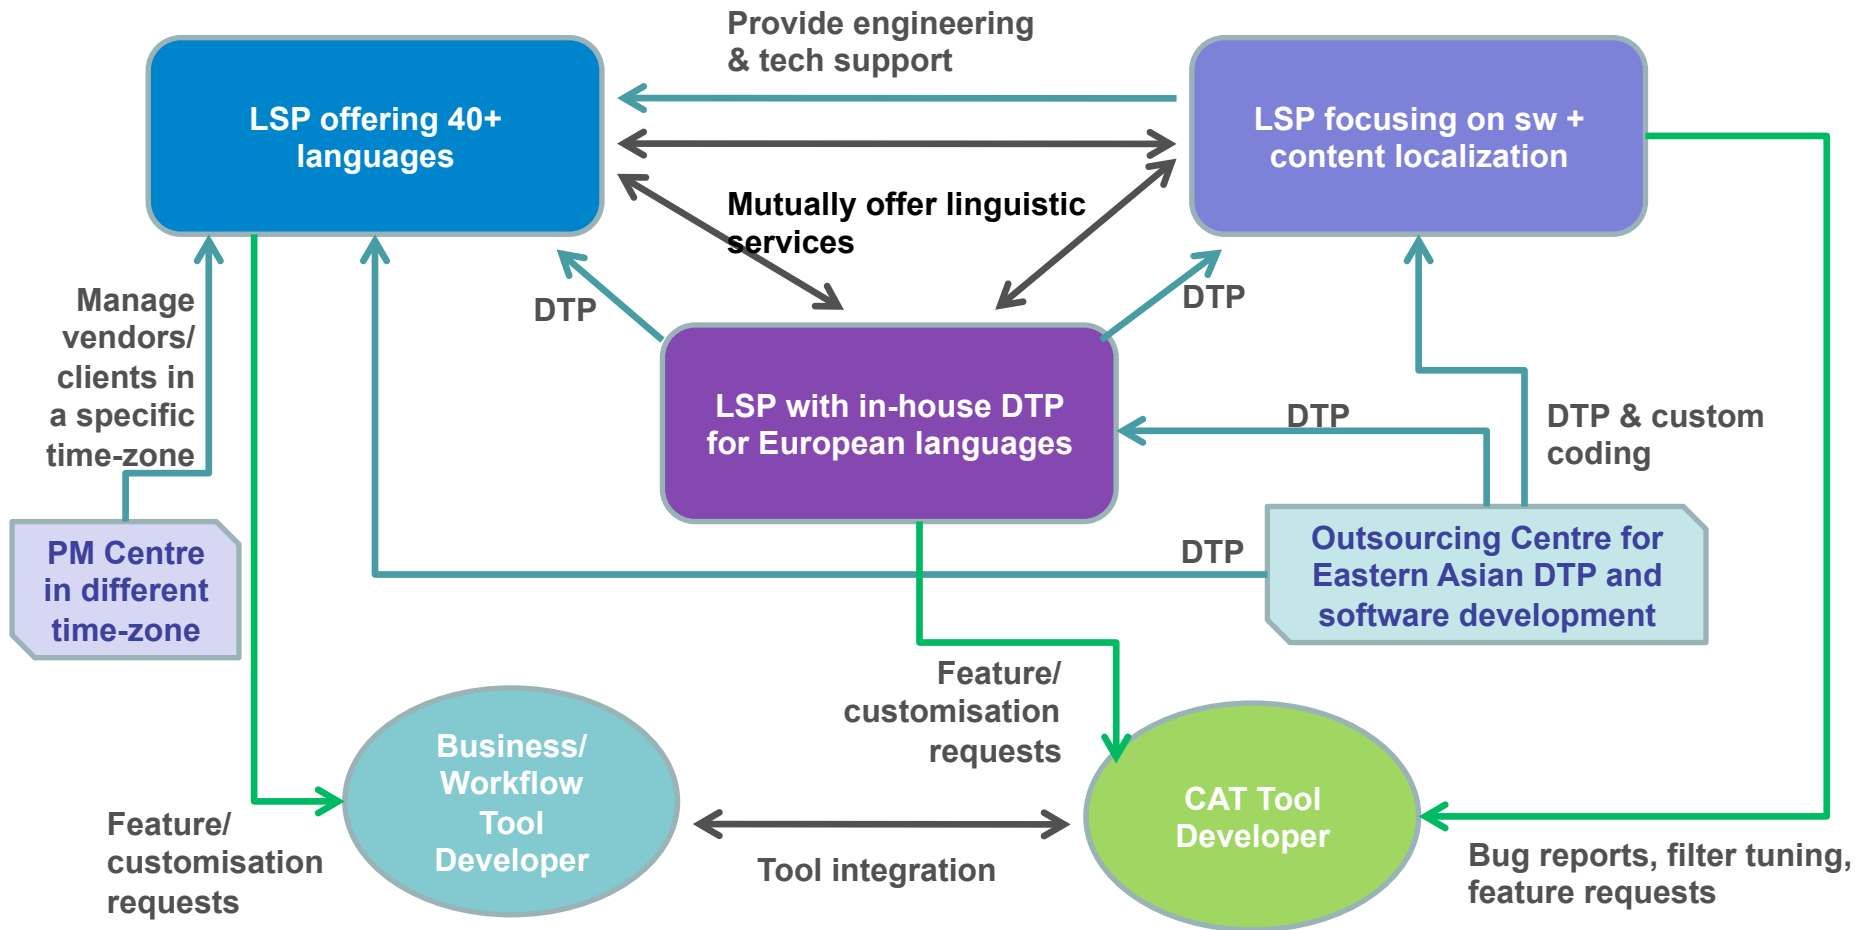 Provide engineering
& tech support
LSP offering 40+
languages
LSP focusing on sw +
content localization
Mutually offer linguistic
services
Manage
vendors/
clients in
a specific
time-zone
DTP
DTP
LSP with in-house DTP
for European languages
DTP
DTP & custom
coding
PM Centre
in different
time-zone
DTP
Outsourcing Centre for
Eastern Asian DTP and
software development
Feature/
customisation
requests
Business/
Workflow
Tool
Developer
CAT Tool
Developer
Feature/
customisation
requests
Tool integration
Bug reports, filter tuning,
feature requests